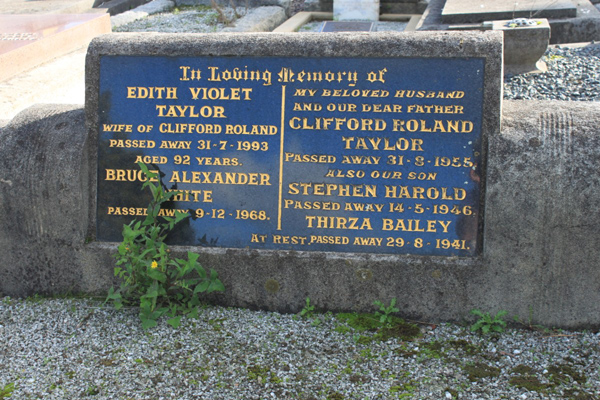 In Loving Memory of
EDITH VIOLET
TAYLOR
WIFE OF CLIFFORD ROLAND
PASSED AWAY 31-7-1993
AGED 92 YEARS.
BRUCE ALEXANDER
WHITE
PASSED AWAY 9-12-1968.
MY BELOVED HUSBAND
AND OUR DEAR FATHER
CLIFFORD ROLAND
TAYLOR
PASSED AWAY 31-8-1955,
ALSO OUR SON
STEPHEN HAROLD
PASSED AWAY 14-5-1946.
THIRZA BAILEY
AT REST, PASSED AWAY 29-8-1941.